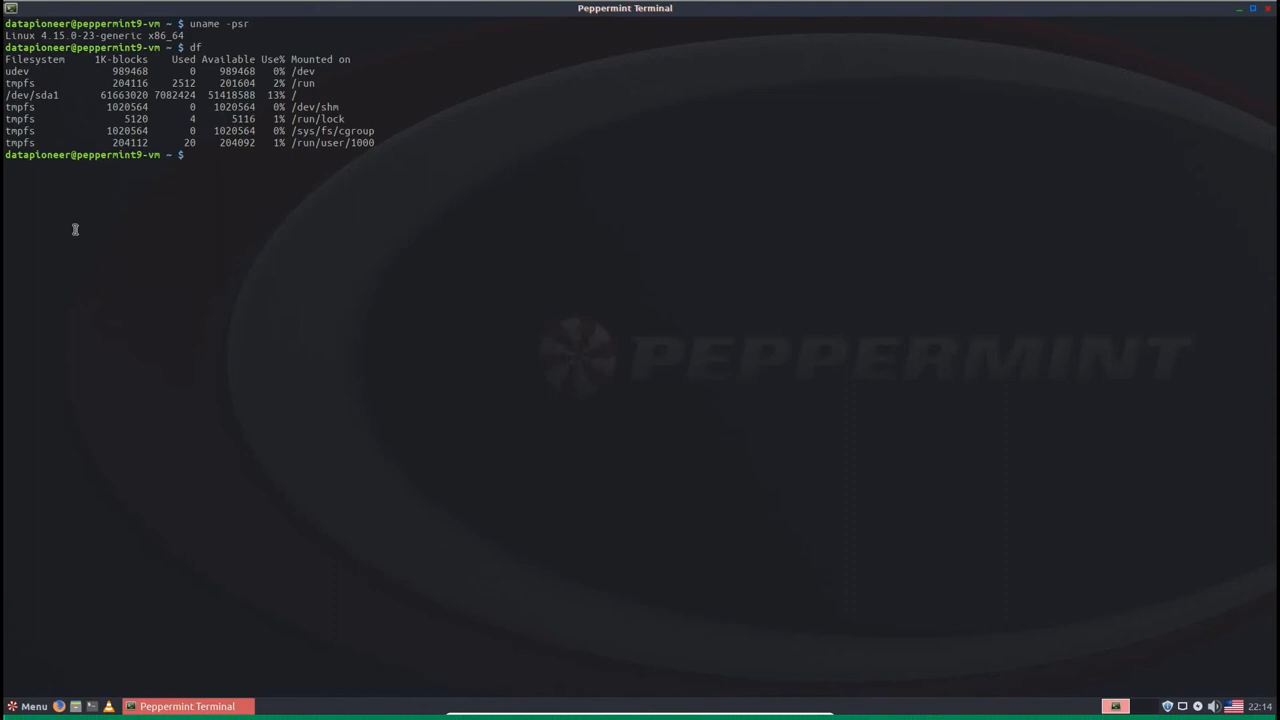 Peppermint Terminal
datapioneer@peppermint9-vm ~ $ uname -psr
Linux 4.15.0-23-generic x86_64
datapioneer@peppermint9-vm ~ $ df
Filesystem     1K-blocks    Used Available Use% Mounted on
udev              989468       0    989468   0% /dev
tmpfs             204116    2512    201604   2% /run
/dev/sda1       61663020 7082424  51418588  13% /
tmpfs            1020564       0   1020564   0% /dev/shm
tmpfs               5120       4      5116   1% /run/lock
tmpfs            1020564       0   1020564   0% /sys/fs/cgroup
tmpfs             204112      20    204092   1% /run/user/1000
datapioneer@peppermint9-vm ~ $
PEPPERMINT
Menu Peppermint Terminal 22:14